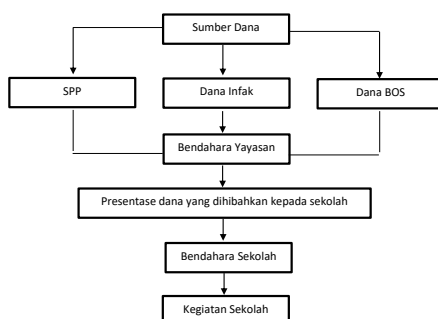 Sumber Dana
SPP
Dana Infak
Dana BOS
Bendahara Yayasan
Presentase dana yang dihibahkan kepada sekolah
Bendahara Sekolah
Kegiatan Sekolah